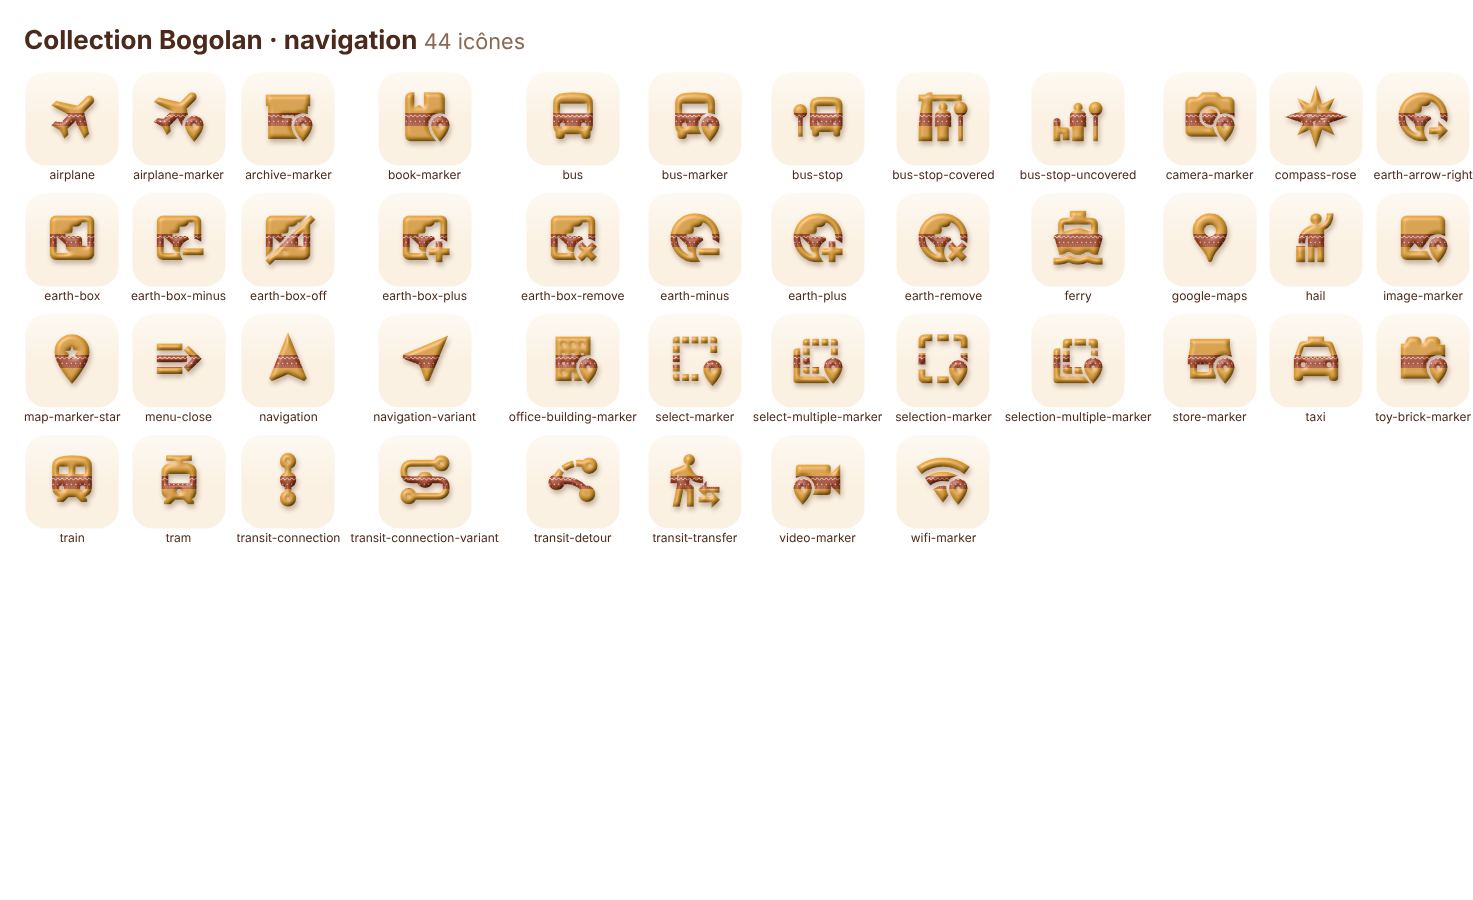 Collection Bogolan · navigation 44 icônes
airplane airplane-marker archive-marker book-marker bus bus-marker bus-stop bus-stop-covered bus-stop-uncovered camera-marker compass-rose earth-arrow-right
earth-box earth-box-minus earth-box-off earth-box-plus earth-box-remove earth-minus earth-plus earth-remove ferry google-maps hail image-marker
map-marker-star menu-close navigation navigation-variant office-building-marker select-marker select-multiple-marker selection-marker selection-multiple-marker store-marker taxi toy-brick-marker
train tram transit-connection transit-connection-variant transit-detour transit-transfer video-marker wifi-marker